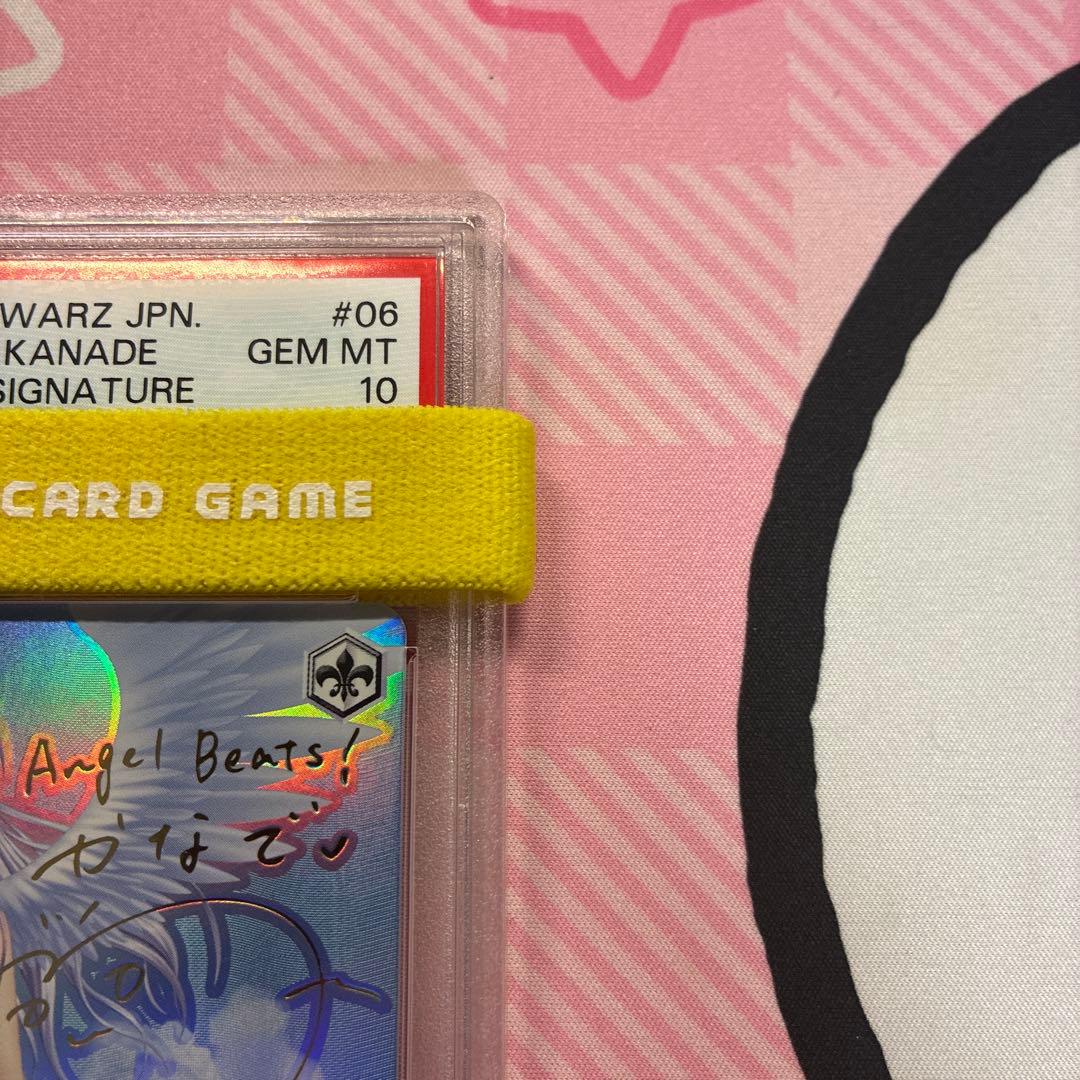 WARZ JPN. #06
KANADE GEM MT
SIGNATURE 10
CARD GAME
Angel Beats!
かなで